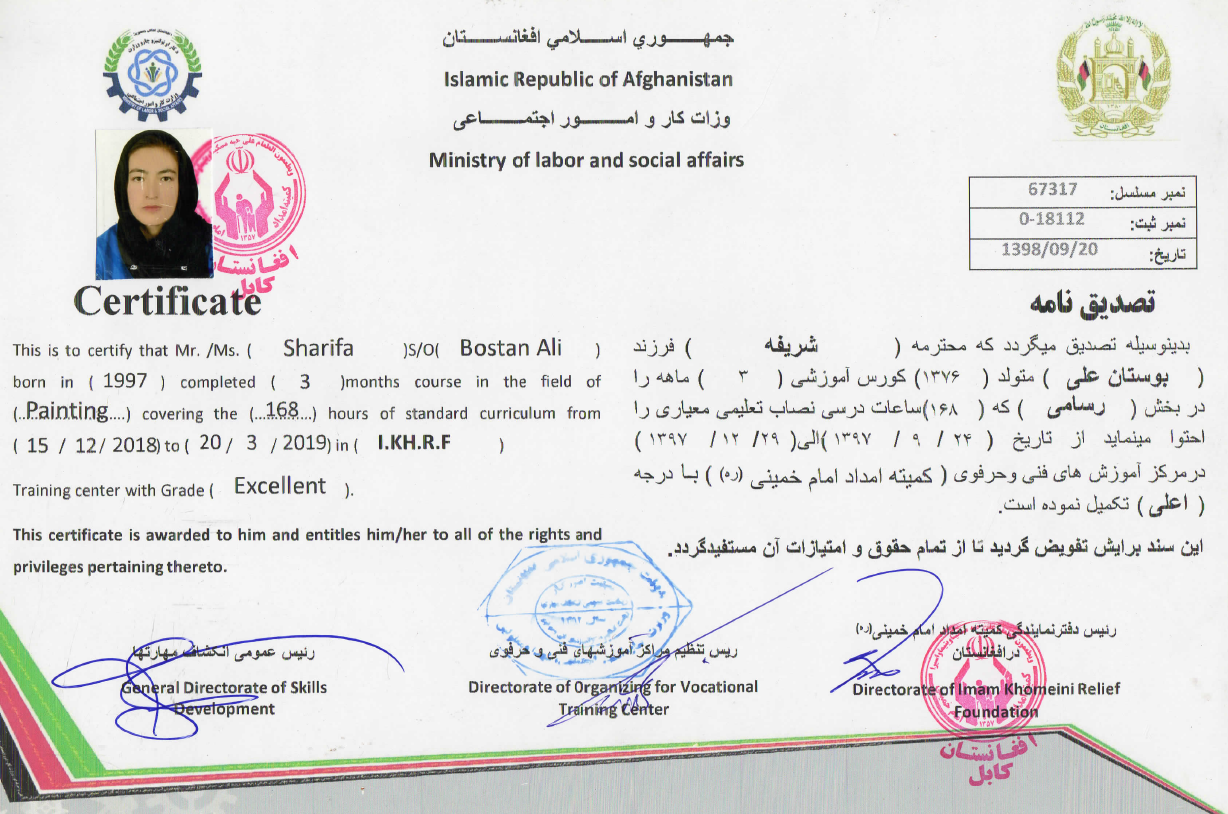 جمهوري اسلامي افغانستان
Islamic Republic of Afghanistan
وزات کار و امور اجتماعی
Ministry of labor and social affairs
نمبر مسلسل: 67317
نمبر ثبت: 0-18112
تاریخ: 1398/09/20
افغانستان
کابل
Certificate
This is to certify that Mr. /Ms. ( Sharifa )S/O( Bostan Ali )
born in ( 1997 ) completed ( 3 )months course in the field of
(..Painting....) covering the (...168...) hours of standard curriculum from
( 15 / 12/ 2018) to ( 20 / 3 / 2019) in ( I.KH.R.F )
Training center with Grade ( Excellent ).
This certificate is awarded to him and entitles him/her to all of the rights and
privileges pertaining thereto.
تصدیق نامه
بدینوسیله تصدیق میگردد که محترمه ( شریفه ) فرزند
( بوستان علی ) متولد ( ۱۳۷۶) کورس آموزشی ( ۳ ) ماهه را
در بخش ( رسامی ) که ( ۱۶۸)ساعات درسی نصاب تعلیمی معیاری را
احتوا مینماید از تاریخ ( ۲۴ / ۹ / ۱۳۹۷ )الی( ۲۹/ ۱۲ / ۱۳۹۷ )
درمرکز آموزش های فنی وحرفوی ( کمیته امداد امام خمینی (ره) ) با درجه
( اعلی ) تکمیل نموده است.
این سند برایش تفویض گردید تا از تمام حقوق و امتیازات آن مستفیدگردد.
رئیس عمومی انکشاف مهارتها
General Directorate of Skills
Development
ریس تنظیم مراکز آموزشهای فنی و حرفوی
Directorate of Organizing for Vocational
Training Center
رئیس دفترنمایندگی کمیته امداد امام خمینی(ره)
درافغانستان
Directorate of Imam Khomeini Relief
Foundation
افغانستان
کابل